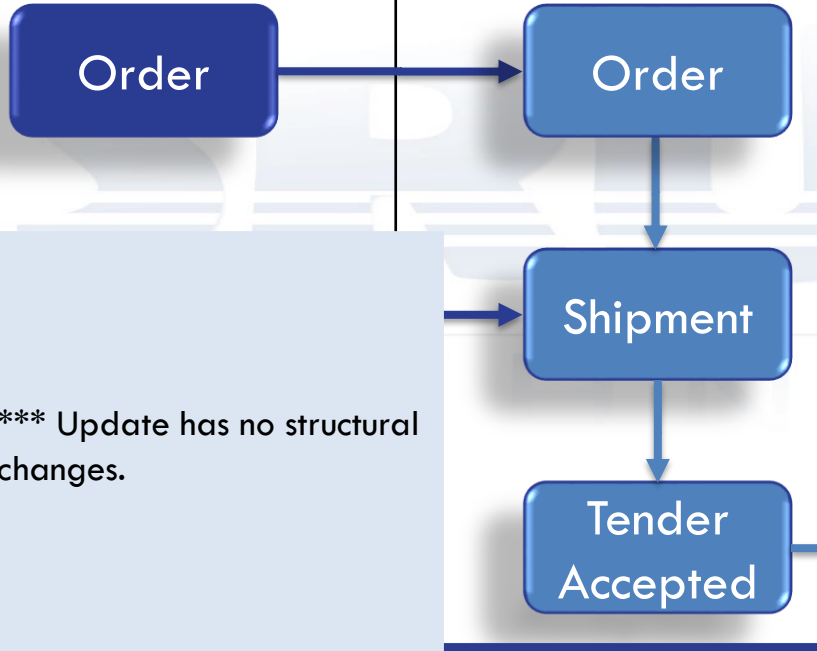 Order
Order
Shipment
*** Update has no structural
changes.
Tender
Accepted